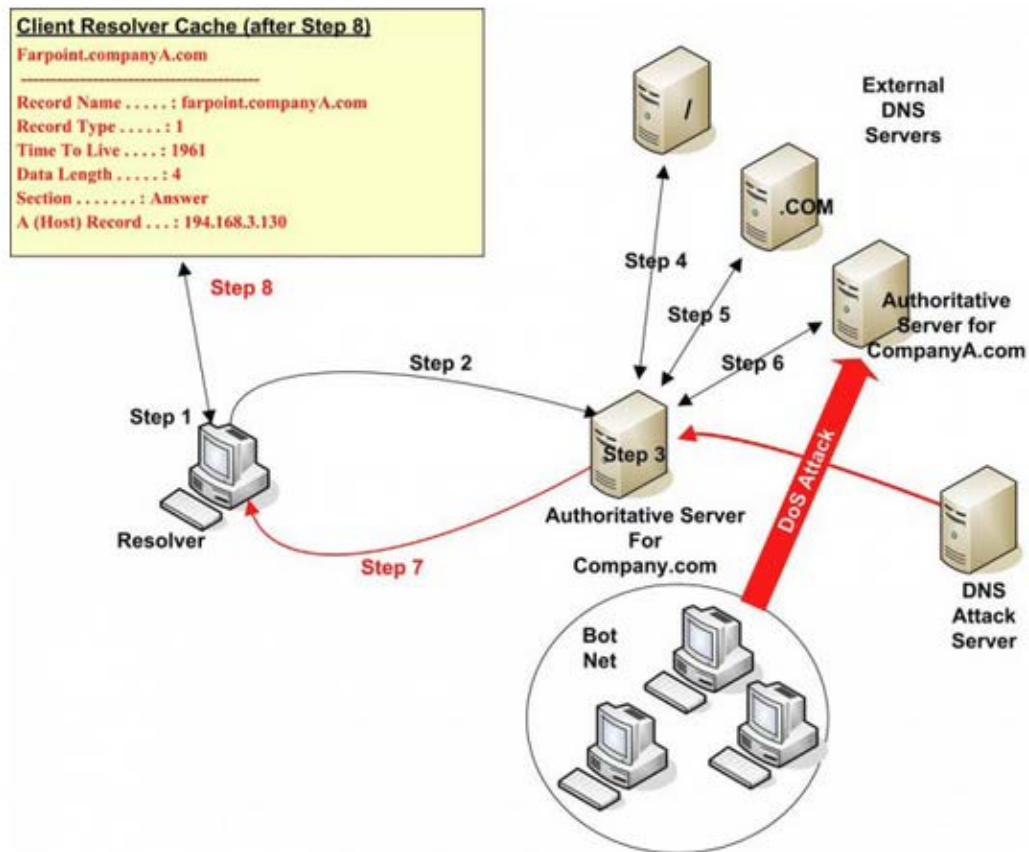 Client Resolver Cache (after Step 8)
Farpoint.companyA.com
----------------------------------------
Record Name . . . . . : farpoint.companyA.com
Record Type . . . . . : 1
Time To Live . . . . : 1961
Data Length . . . . . : 4
Section . . . . . . . : Answer
A (Host) Record . . . : 194.168.3.130
/
External
DNS
Servers
.COM
Step 4
Step 8
Step 5
Authoritative
Server for
CompanyA.com
Step 2
Step 6
Step 1
Step 3
DoS Attack
Resolver
Authoritative Server
For
Company.com
Step 7
DNS
Attack
Server
Bot
Net